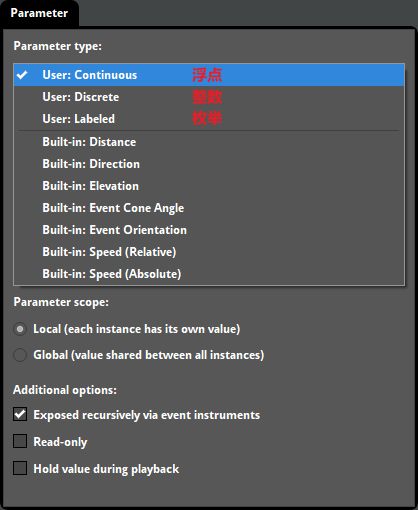 Parameter
Parameter type:
User: Continuous 浮点
User: Discrete 整数
User: Labeled 枚举
Built-in: Distance
Built-in: Direction
Built-in: Elevation
Built-in: Event Cone Angle
Built-in: Event Orientation
Built-in: Speed (Relative)
Built-in: Speed (Absolute)
Parameter scope:
Local (each instance has its own value)
Global (value shared between all instances)
Additional options:
Exposed recursively via event instruments
Read-only
Hold value during playback